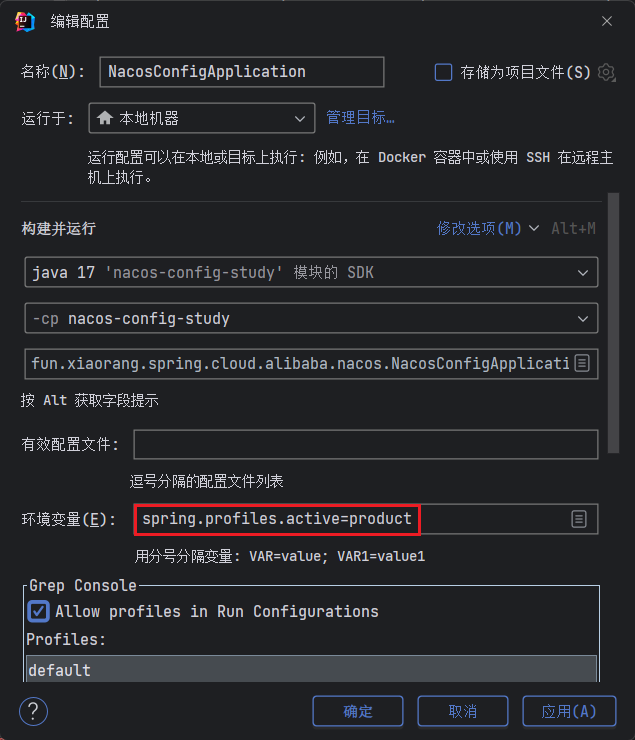 编辑配置
名称(N): NacosConfigApplication 存储为项目文件(S)
运行于: 本地机器 管理目标…
运行配置可以在本地或目标上执行: 例如, 在 Docker 容器中或使用 SSH 在远程主
机上执行。
构建并运行 修改选项(M) Alt+M
java 17 'nacos-config-study' 模块的 SDK
-cp nacos-config-study
fun.xiaorang.spring.cloud.alibaba.nacos.NacosConfigApplicati
按 Alt 获取字段提示
有效配置文件:
逗号分隔的配置文件列表
环境变量(E): spring.profiles.active=product
用分号分隔变量: VAR=value; VAR1=value1
Grep Console
Allow profiles in Run Configurations
Profiles:
default
? 确定 取消 应用(A)